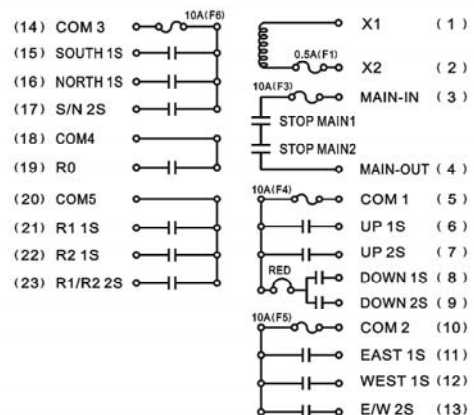 10A(F6)
(14) COM 3
(15) SOUTH 1S
(16) NORTH 1S
(17) S/N 2S
(18) COM4
(19) R0
(20) COM5
(21) R1 1S
(22) R2 1S
(23) R1/R2 2S
X1 (1)
0.5A(F1)
X2 (2)
10A(F3)
MAIN-IN (3)
STOP MAIN1
STOP MAIN2
MAIN-OUT (4)
10A(F4)
COM 1 (5)
UP 1S (6)
UP 2S (7)
RED
DOWN 1S (8)
DOWN 2S (9)
10A(F5)
COM 2 (10)
EAST 1S (11)
WEST 1S (12)
E/W 2S (13)